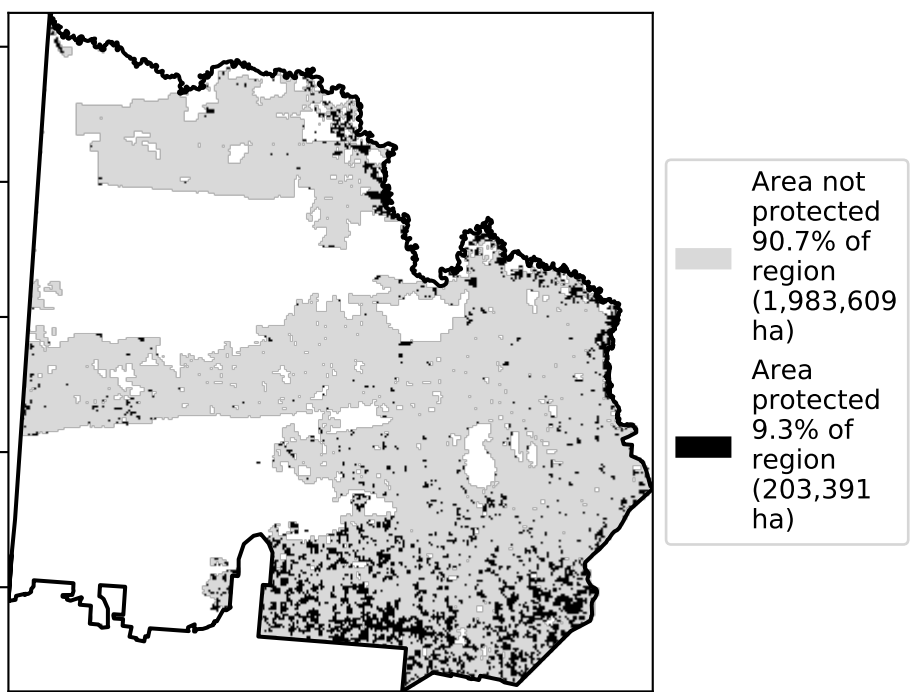 Area not
protected
90.7% of
region
(1,983,609
ha)
Area
protected
9.3% of
region
(203,391
ha)